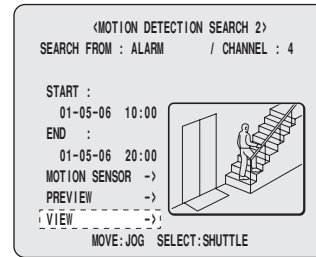 <MOTION DETECTION SEARCH 2>
SEARCH FROM : ALARM / CHANNEL : 4
START :
01-05-06 10:00
END :
01-05-06 20:00
MOTION SENSOR ->
PREVIEW ->
VIEW ->
MOVE:JOG SELECT:SHUTTLE